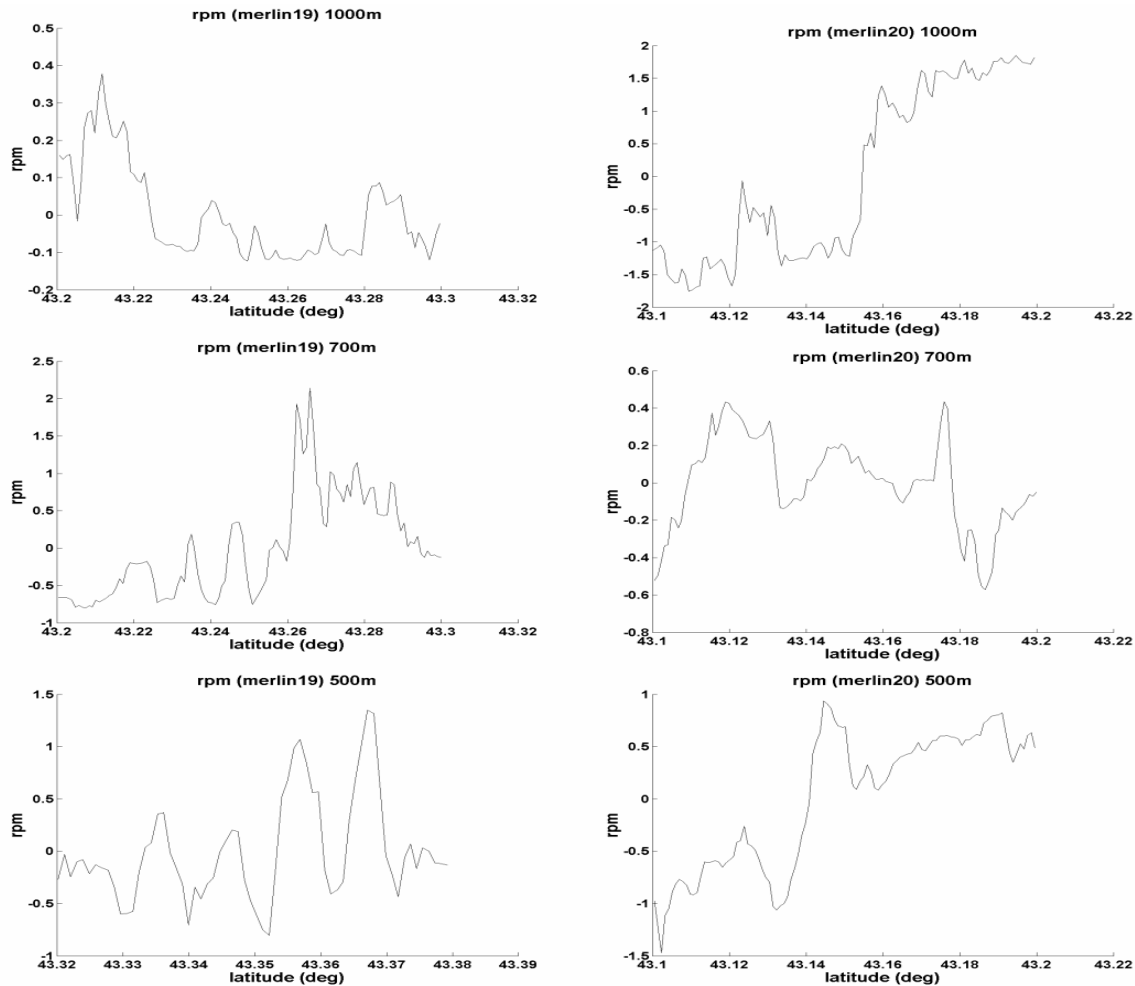 rpm (merlin19) 1000m
0.5
0.4
0.3
0.2
0.1
0
-0.1
-0.2
rpm
43.2 43.22 43.24 43.26 43.28 43.3 43.32
latitude (deg)
rpm (merlin20) 1000m
2
1.5
1
0.5
0
-0.5
-1
-1.5
-2
rpm
43.1 43.12 43.14 43.16 43.18 43.2 43.22
latitude (deg)
rpm (merlin19) 700m
2.5
2
1.5
1
0.5
0
-0.5
-1
rpm
43.2 43.22 43.24 43.26 43.28 43.3 43.32
latitude (deg)
rpm (merlin20) 700m
0.6
0.4
0.2
0
-0.2
-0.4
-0.6
-0.8
rpm
43.1 43.12 43.14 43.16 43.18 43.2 43.22
latitude (deg)
rpm (merlin19) 500m
1.5
1
0.5
0
-0.5
-1
rpm
43.32 43.33 43.34 43.35 43.36 43.37 43.38 43.39
latitude (deg)
rpm (merlin20) 500m
1
0.5
0
-0.5
-1
-1.5
rpm
43.1 43.12 43.14 43.16 43.18 43.2 43.22
latitude (deg)